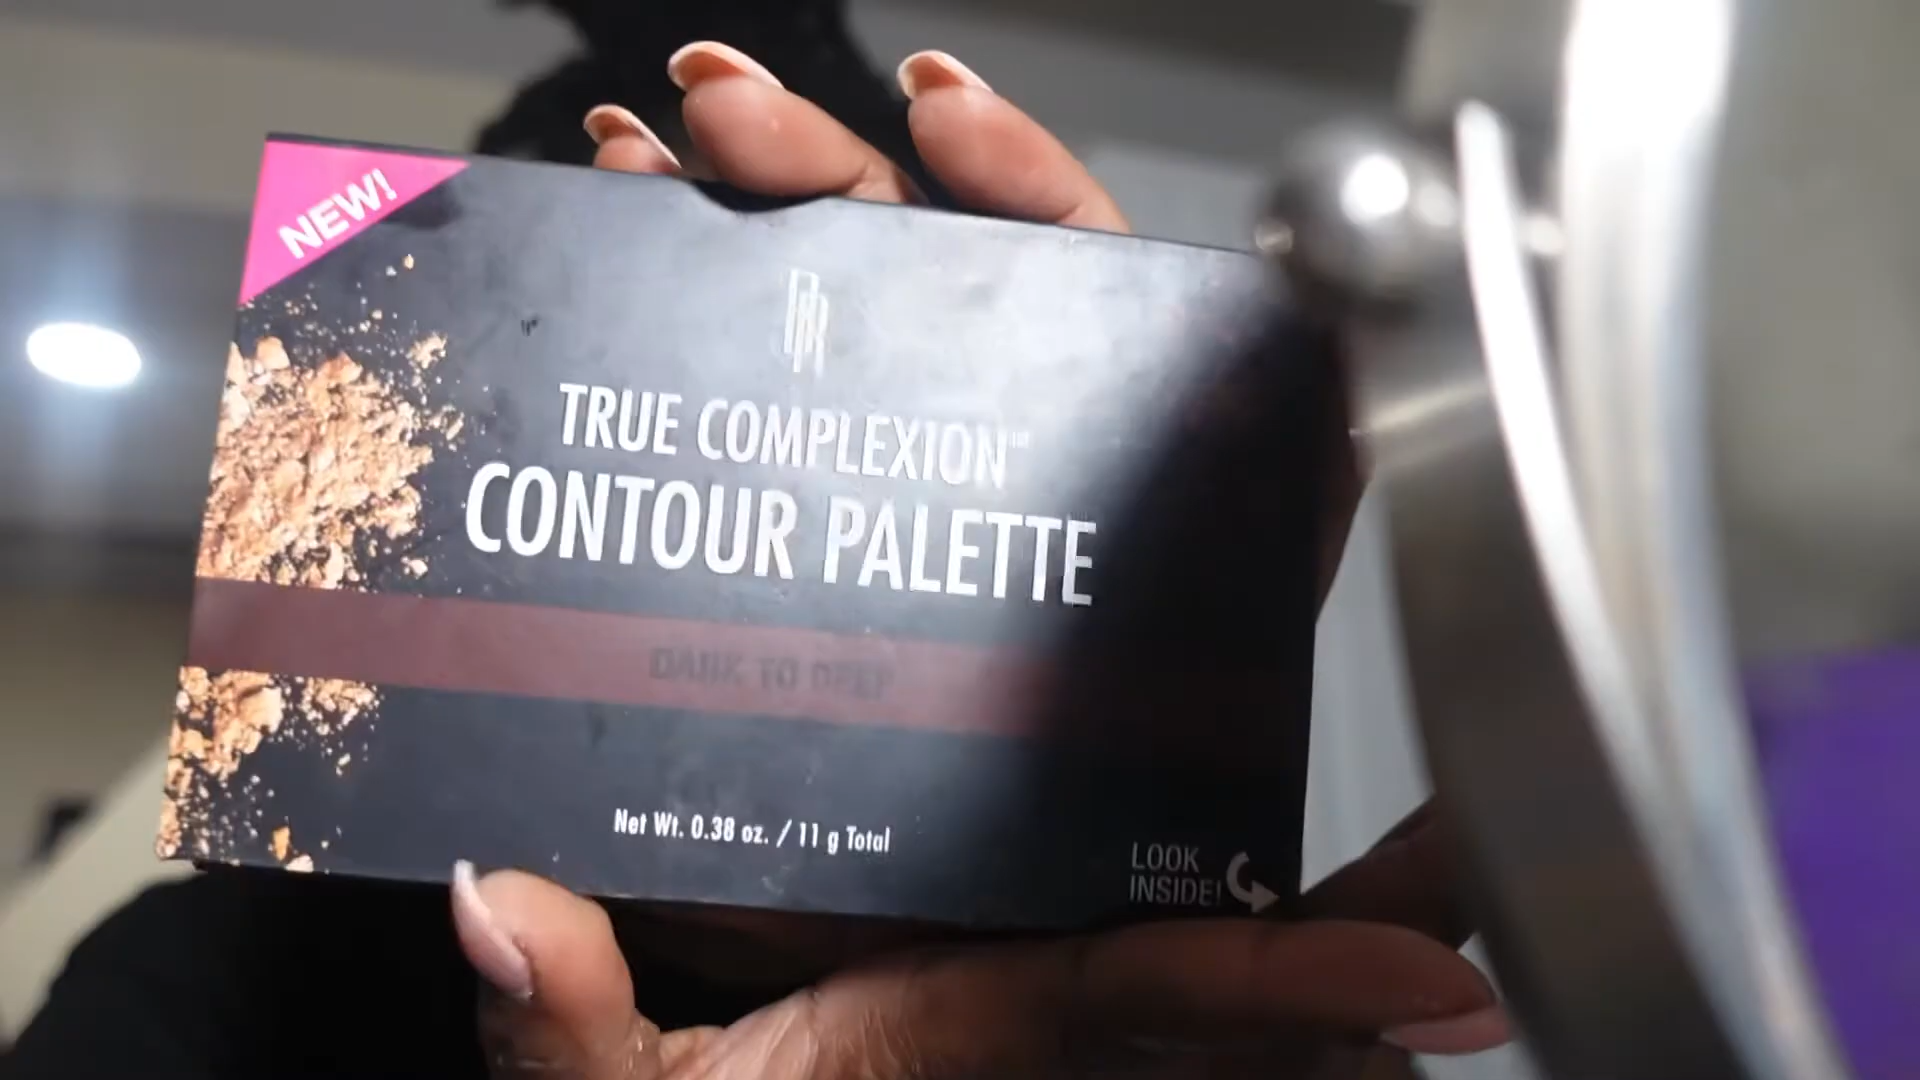 NEW!
TRUE COMPLEXION™
CONTOUR PALETTE
DARK TO DEEP
Net Wt. 0.38 oz. / 11 g Total
LOOK
INSIDE!